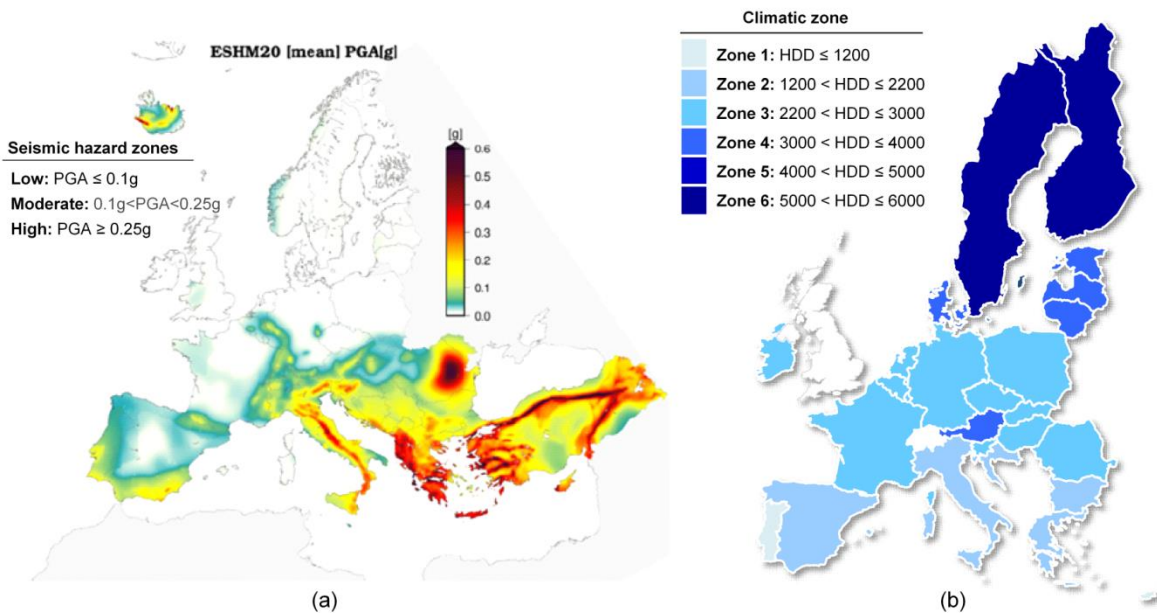 ESHM20 [mean] PGA[g]
Seismic hazard zones
Low: PGA ≤ 0.1g
Moderate: 0.1g<PGA<0.25g
High: PGA ≥ 0.25g
[g]
0.6
0.5
0.4
0.3
0.2
0.1
0.0
(a)
Climatic zone
Zone 1: HDD ≤ 1200
Zone 2: 1200 < HDD ≤ 2200
Zone 3: 2200 < HDD ≤ 3000
Zone 4: 3000 < HDD ≤ 4000
Zone 5: 4000 < HDD ≤ 5000
Zone 6: 5000 < HDD ≤ 6000
(b)